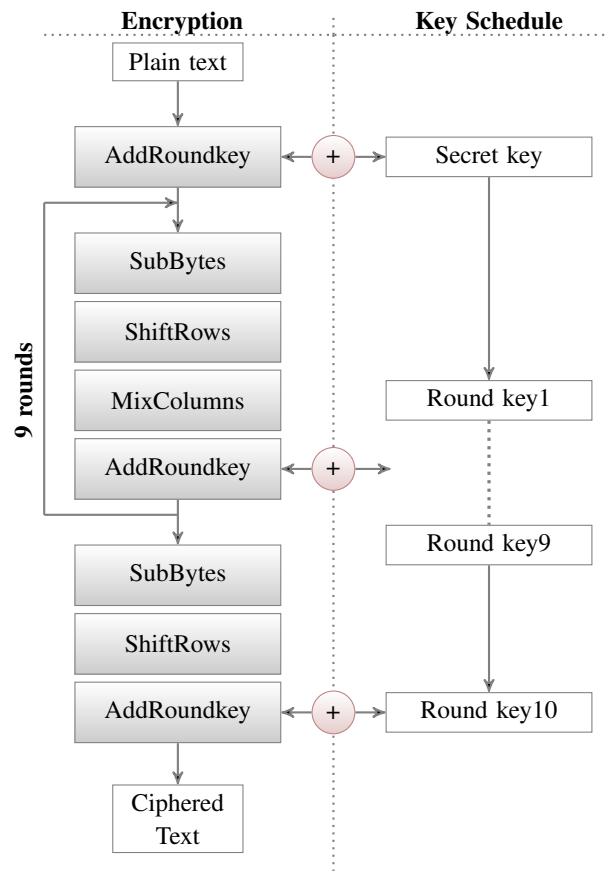 Encryption
Key Schedule
Plain text
AddRoundkey
+
Secret key
SubBytes
ShiftRows
MixColumns
9 rounds
Round key1
AddRoundkey
+
Round key9
SubBytes
ShiftRows
AddRoundkey
+
Round key10
Ciphered
Text